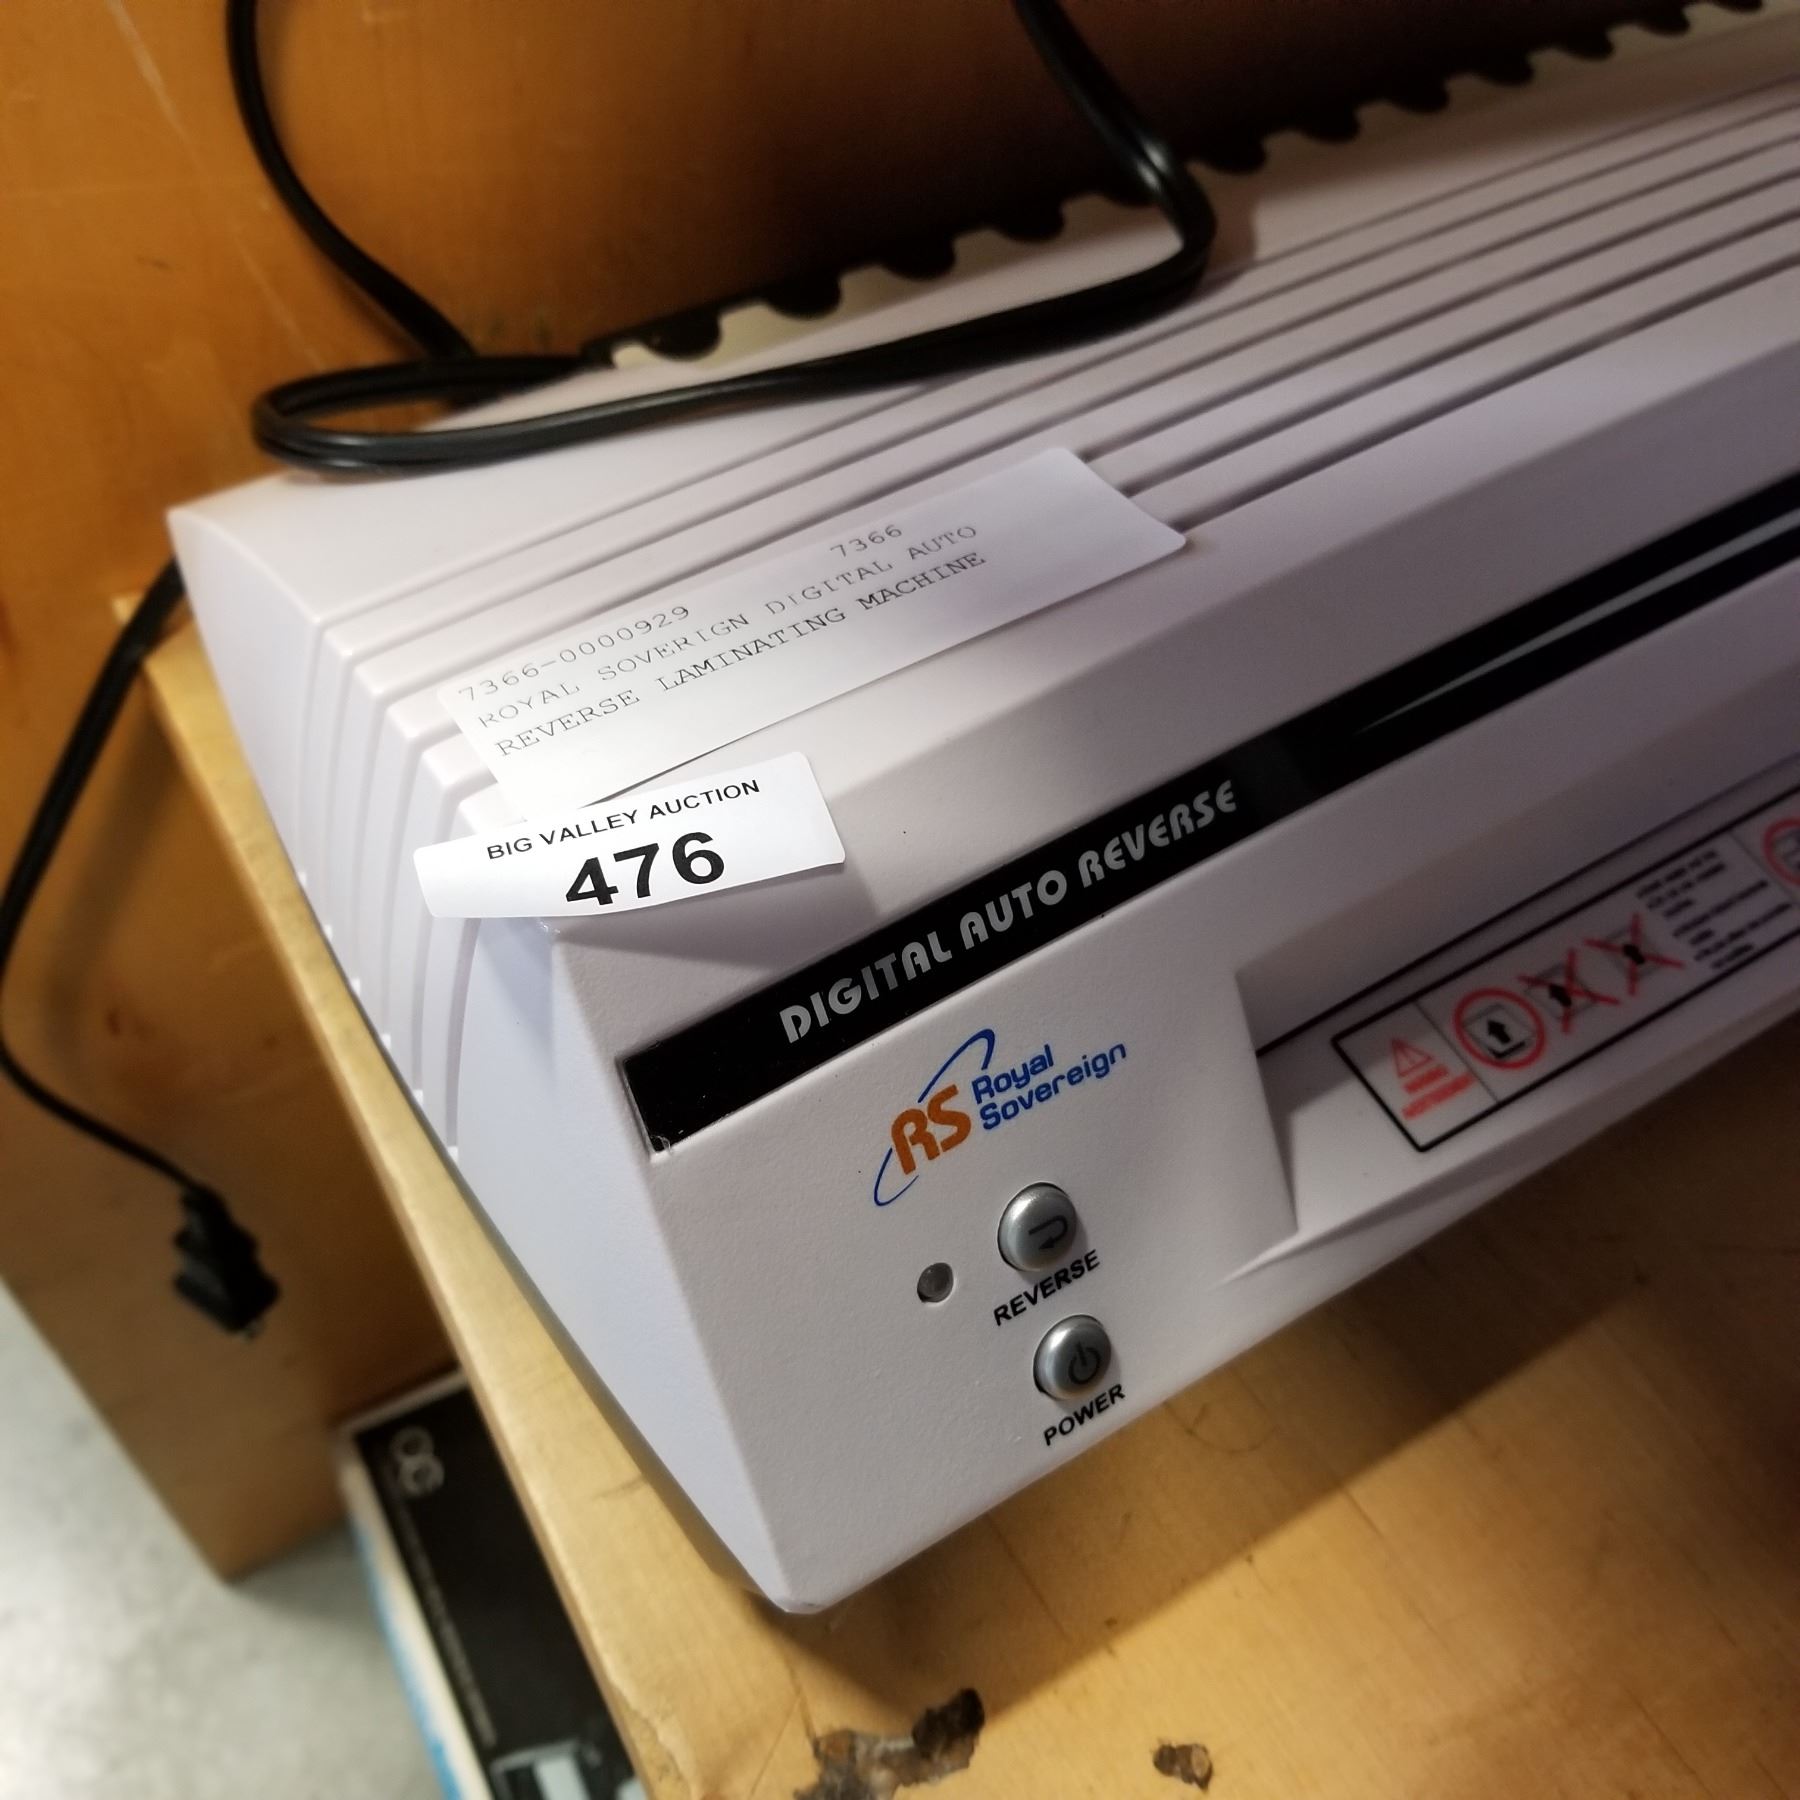 7366-0000929 7366
ROYAL SOVERIGN DIGITAL AUTO
REVERSE LAMINATING MACHINE
BIG VALLEY AUCTION
476
DIGITAL AUTO REVERSE
RS Royal
Sovereign
REVERSE
POWER